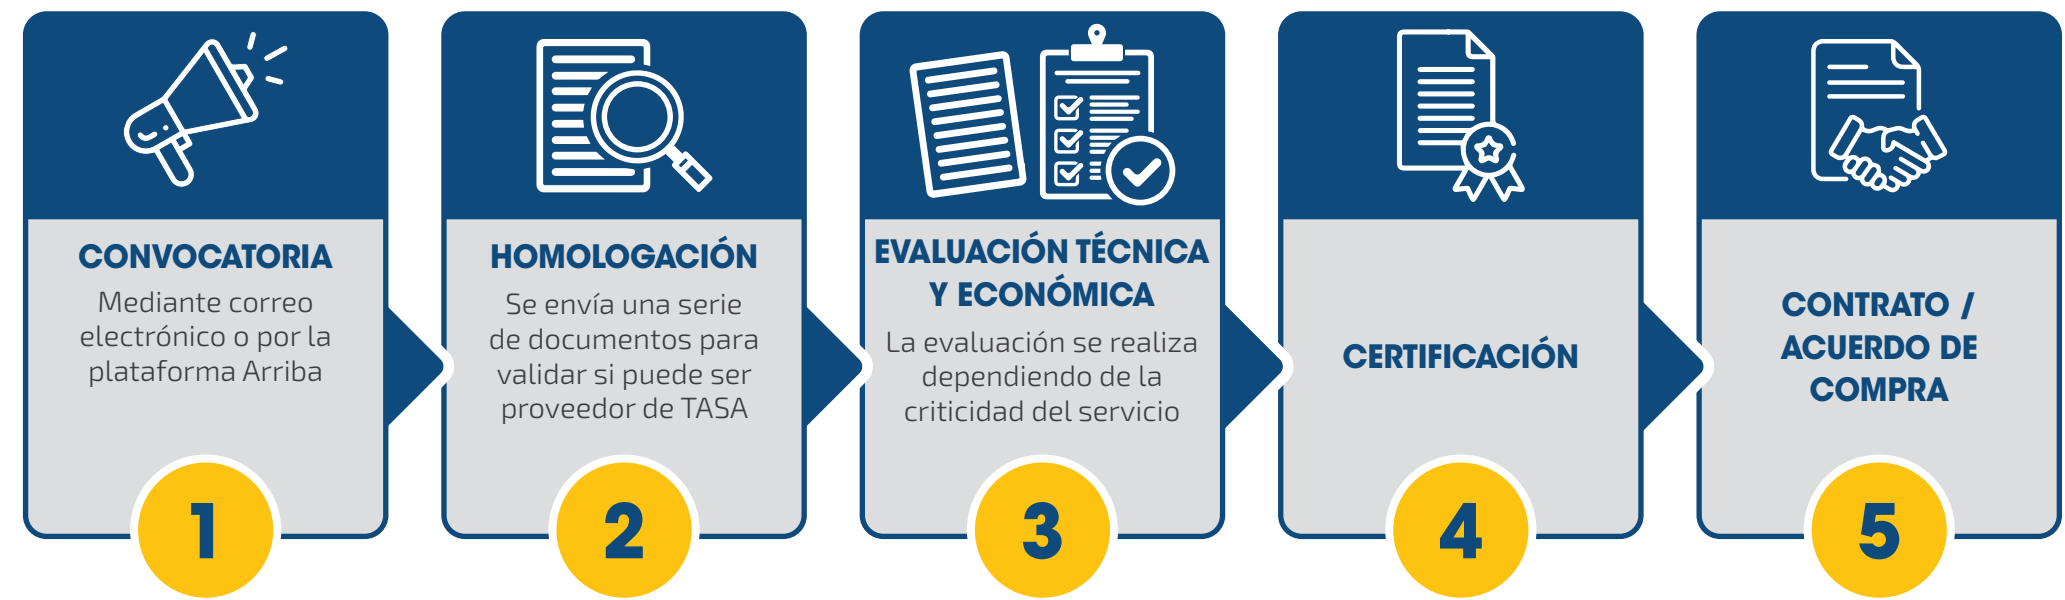 CONVOCATORIA
Mediante correo
electrónico o por la
plataforma Arriba
1
HOMOLOGACIÓN
Se envía una serie
de documentos para
validar si puede ser
proveedor de TASA
2
EVALUACIÓN TÉCNICA
Y ECONÓMICA
La evaluación se realiza
dependiendo de la
criticidad del servicio
3
CERTIFICACIÓN
4
CONTRATO /
ACUERDO DE
COMPRA
5